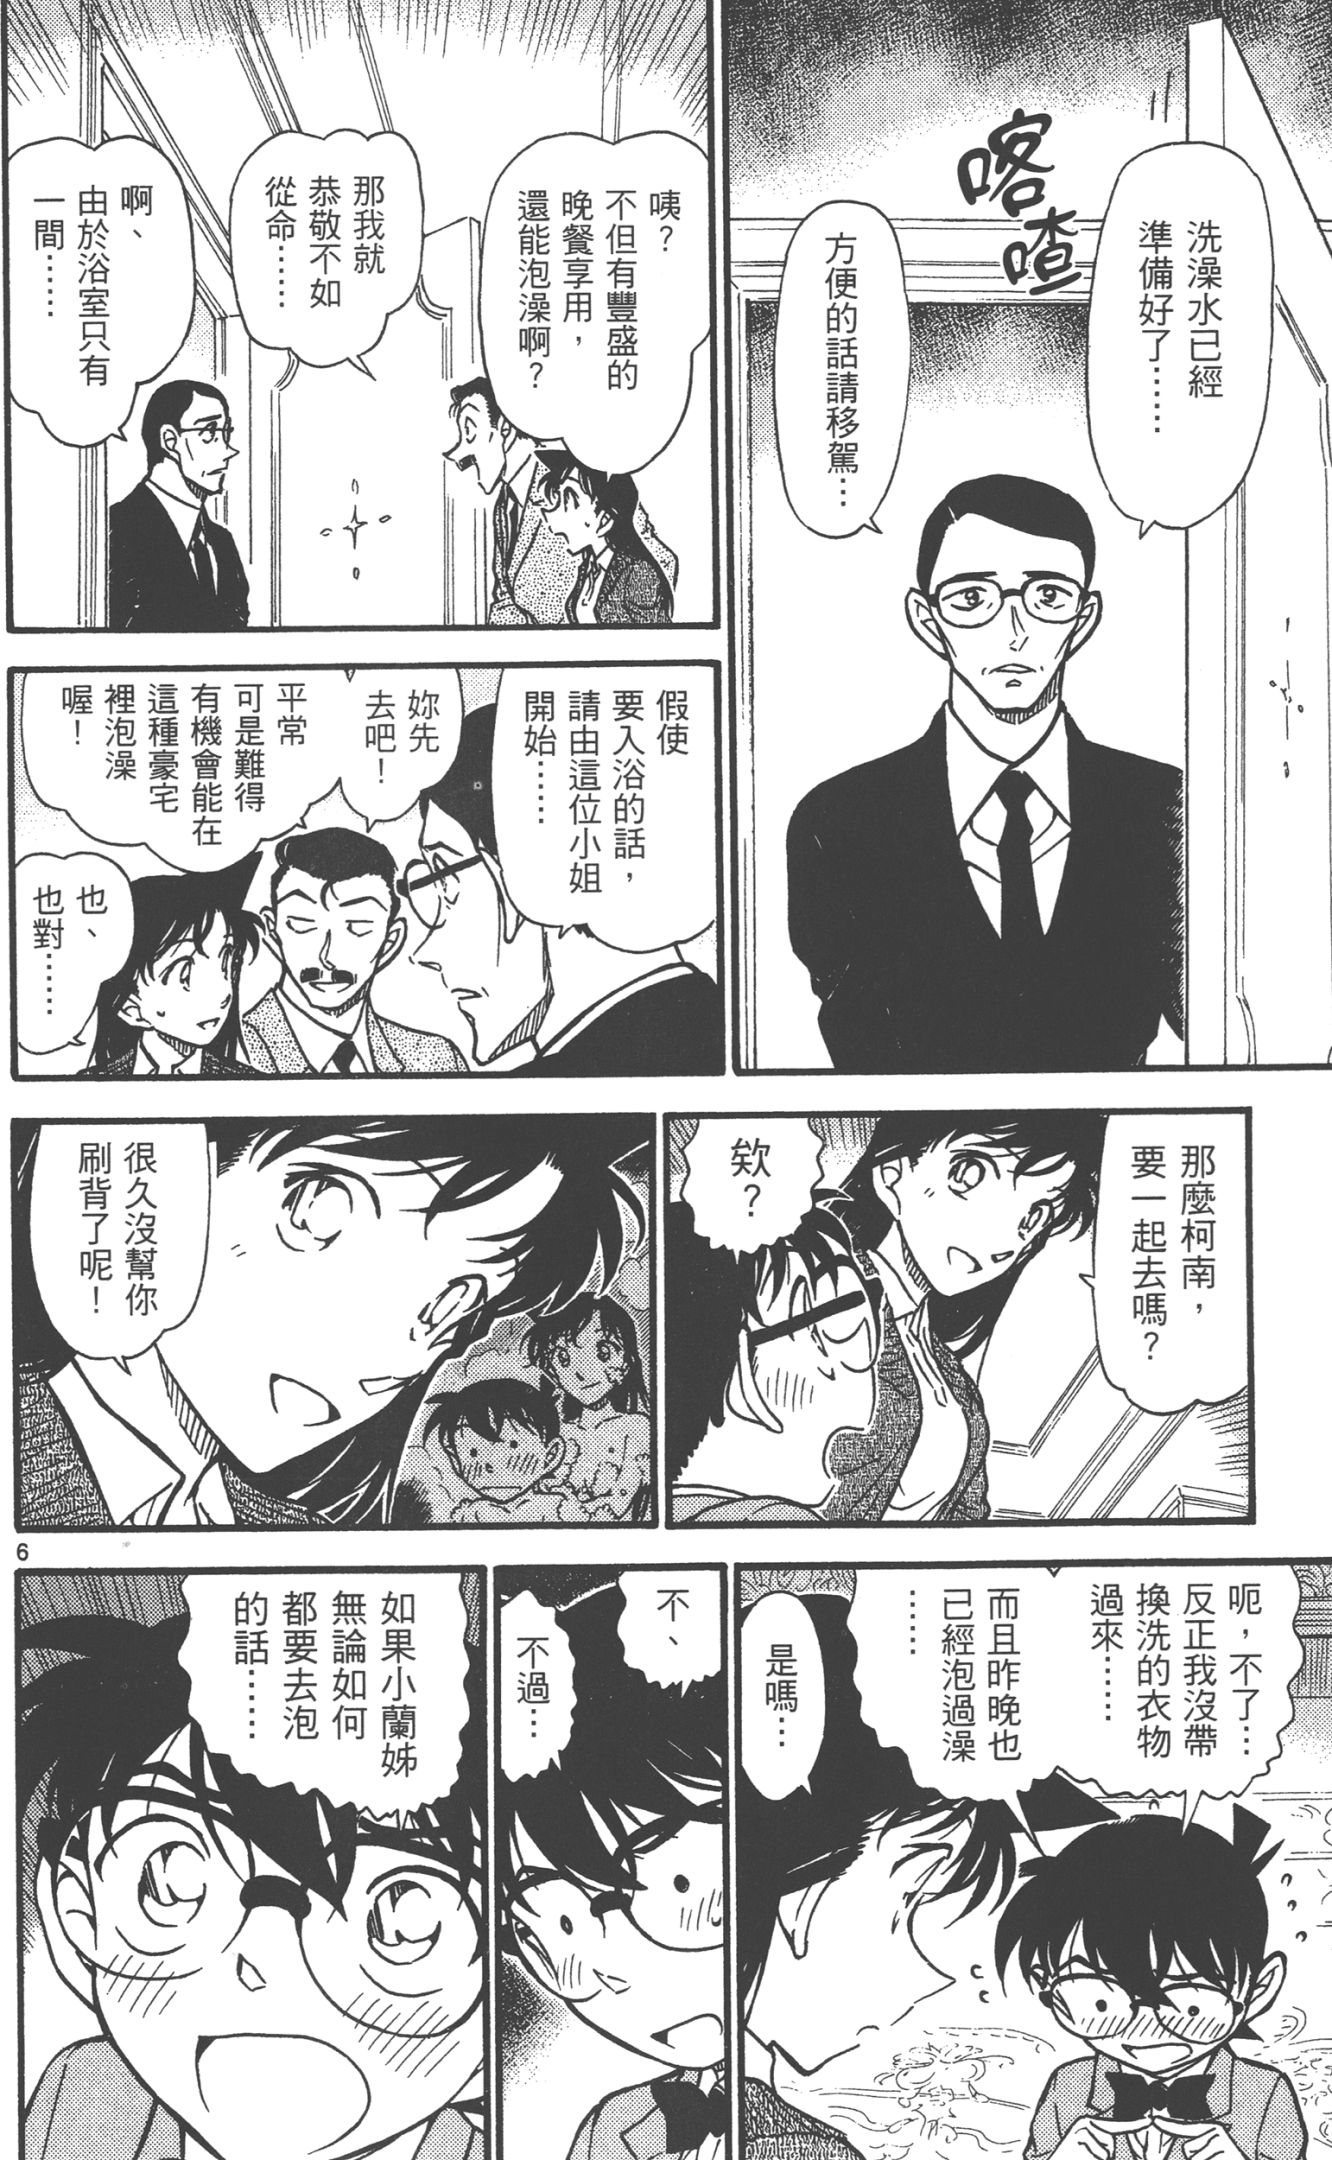 喀喳
洗澡水已經
準備好了……
方便的話請移駕…
咦？
不但有豐盛的
晚餐享用，
還能泡澡啊？
那我就
恭敬不如
從命……
啊、
由於浴室只有
一間……
假使
要入浴的話，
請由這位小姐
開始……
妳先
去吧！
平常
可是難得
有機會能在
這種豪宅
裡泡澡
喔！
也、
也對……
那麼柯南，
要一起去嗎？
欸？
很久沒幫你
刷背了呢！
呃，不了…
反正我沒帶
換洗的衣物
過來……
而且昨晚也
已經泡過澡
……
是嗎…
不、
不過…
如果小蘭姊
無論如何
都要去泡
的話……
6